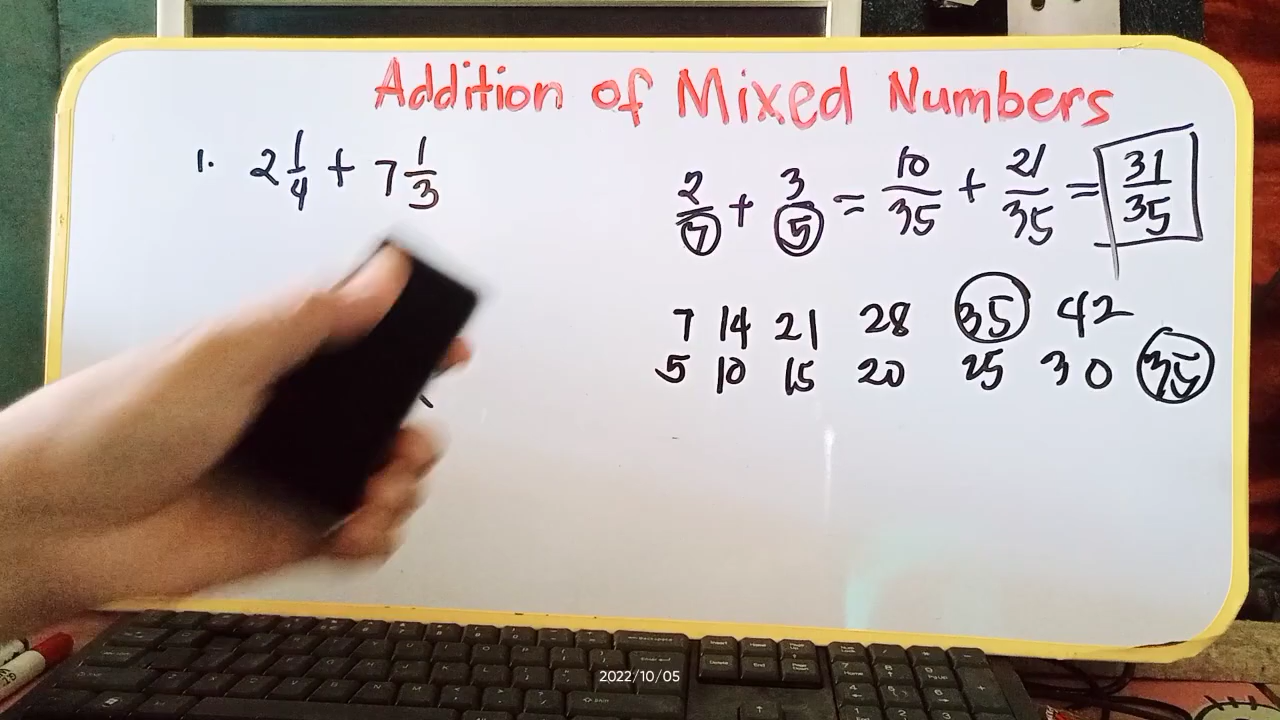 Addition of Mixed Numbers
1. 2 1/4 + 7 1/3
2/7 + 3/5 = 10/35 + 21/35 = 31/35
7 14 21 28 35 42
5 10 15 20 25 30 35
2022/10/05